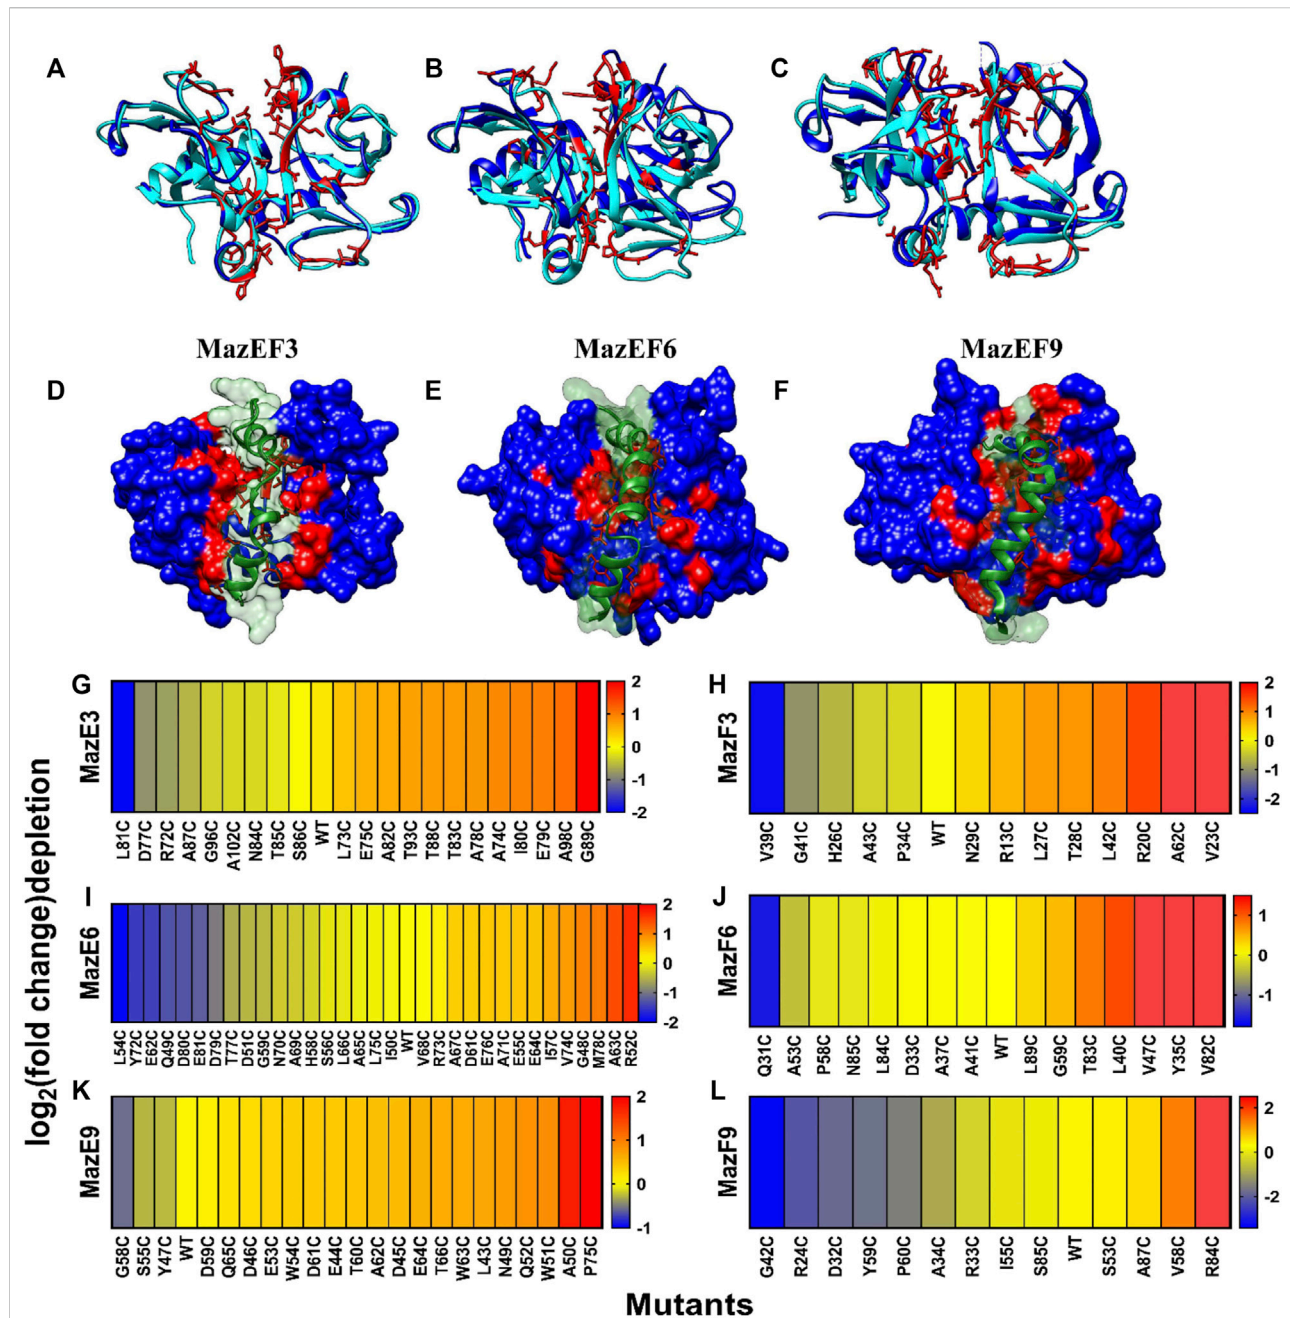 A
B
C
MazEF3
MazEF6
MazEF9
D
E
F
log2(fold change)depletion
G
MazE3
2
1
0
-1
-2
L81C D77C R72C A87C G96C A102C N84C T85C S86C WT L73C E75C A82C T93C T88C T83C A78C A74C I80C E79C A98C G89C
H
MazF3
2
1
0
-1
-2
V39C G41C H26C A43C P34C WT N29C R13C L27C T28C L42C R20C A62C V23C
I
MazE6
2
1
0
-1
-2
L54C Y72C E62C Q49C D80C E81C D79C T77C D51C G59C N70C A69C H58C S56C L66C A65C L75C I50C WT V68C R73C A67C D61C E76C A71C E55C E64C I57C V74C G48C M78C A63C R52C
J
MazF6
1
0
-1
Q31C A53C P58C N85C L84C D33C A37C A41C WT L89C G59C T83C L40C V47C Y35C V82C
K
MazE9
2
1
0
-1
G58C S55C Y47C WT D59C Q65C D46C E53C W54C D61C E44C T60C A62C D45C E64C T66C W63C L43C N49C Q52C W51C A50C P75C
L
MazF9
2
0
-2
G42C R24C D32C Y59C P60C A34C R33C I55C S85C WT S53C A87C V58C R84C
Mutants